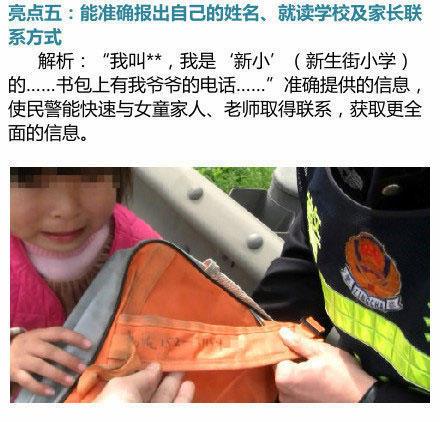 亮点五：能准确报出自己的姓名、就读学校及家长联
系方式
解析：“我叫**，我是‘新小’（新生街小学）
的……书包上有我爷爷的电话……”准确提供的信息，
使民警能快速与女童家人、老师取得联系，获取更全
面的信息。